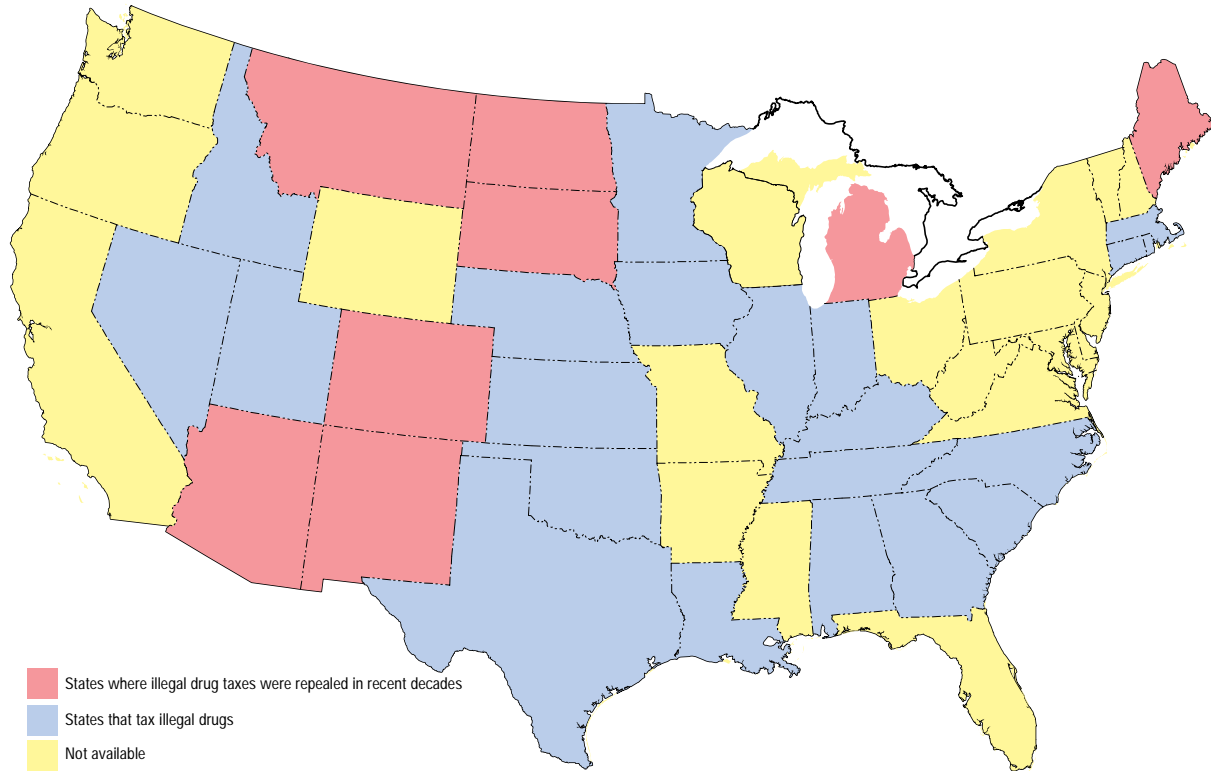 States where illegal drug taxes were repealed in recent decades
States that tax illegal drugs
Not available